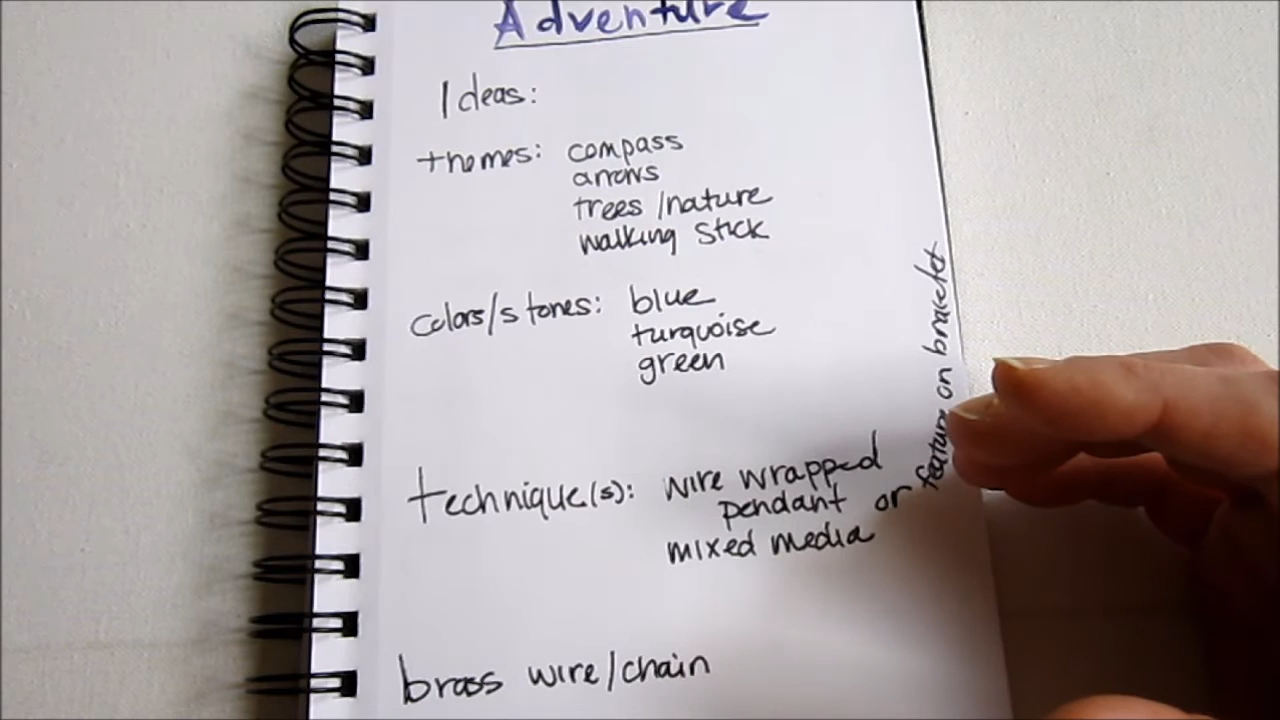 Adventure
Ideas:
themes: compass
arrows
trees/nature
walking stick
colors/stones: blue
turquoise
green
technique(s): wire wrapped
pendant or feature on bracelet
mixed media
brass wire/chain